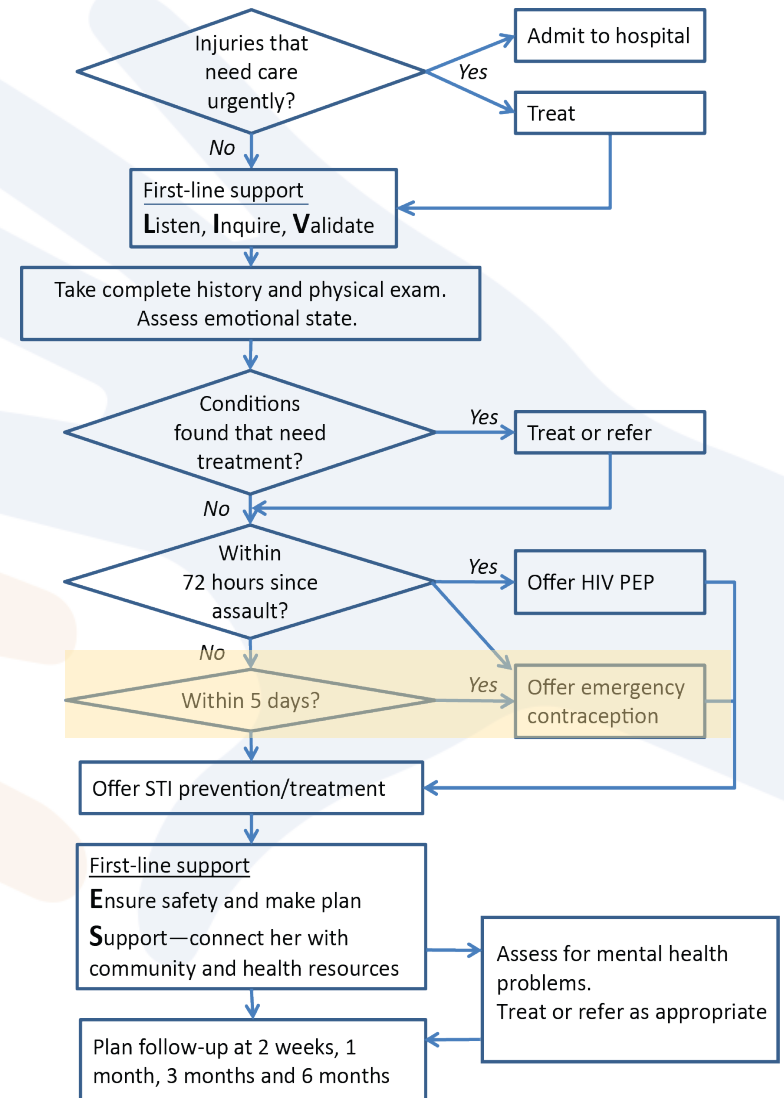 Injuries that
need care
urgently?
Yes
Admit to hospital
Treat
No
First-line support
Listen, Inquire, Validate
Take complete history and physical exam.
Assess emotional state.
Conditions
found that need
treatment?
Yes
Treat or refer
No
Within
72 hours since
assault?
Yes
Offer HIV PEP
No
Within 5 days?
Yes
Offer emergency
contraception
Offer STI prevention/treatment
First-line support
Ensure safety and make plan
Support—connect her with
community and health resources
Assess for mental health
problems.
Treat or refer as appropriate
Plan follow-up at 2 weeks, 1
month, 3 months and 6 months